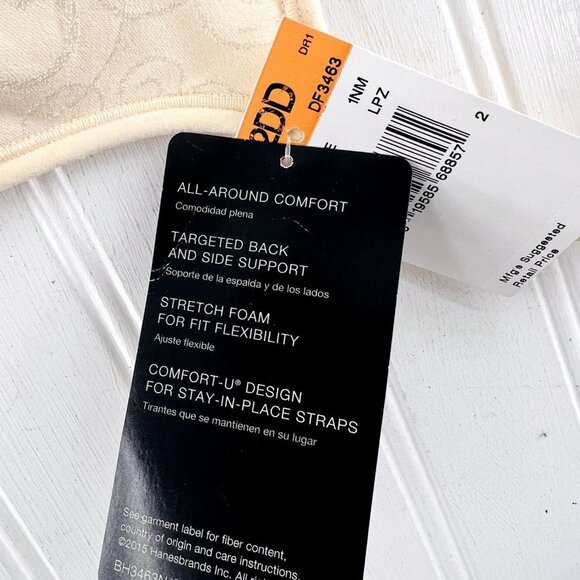 ALL-AROUND COMFORT
Comodidad plena
TARGETED BACK
AND SIDE SUPPORT
Soporte de la espalda y de los lados
STRETCH FOAM
FOR FIT FLEXIBILITY
Ajuste flexible
COMFORT-U® DESIGN
FOR STAY-IN-PLACE STRAPS
Tirantes que se mantienen en su lugar
See garment label for fiber content,
country of origin and care instructions.
©2015 Hanesbrands Inc. All rights
DR1
DF3463
1NM
LPZ
2
Mfg's Suggested
Retail Price